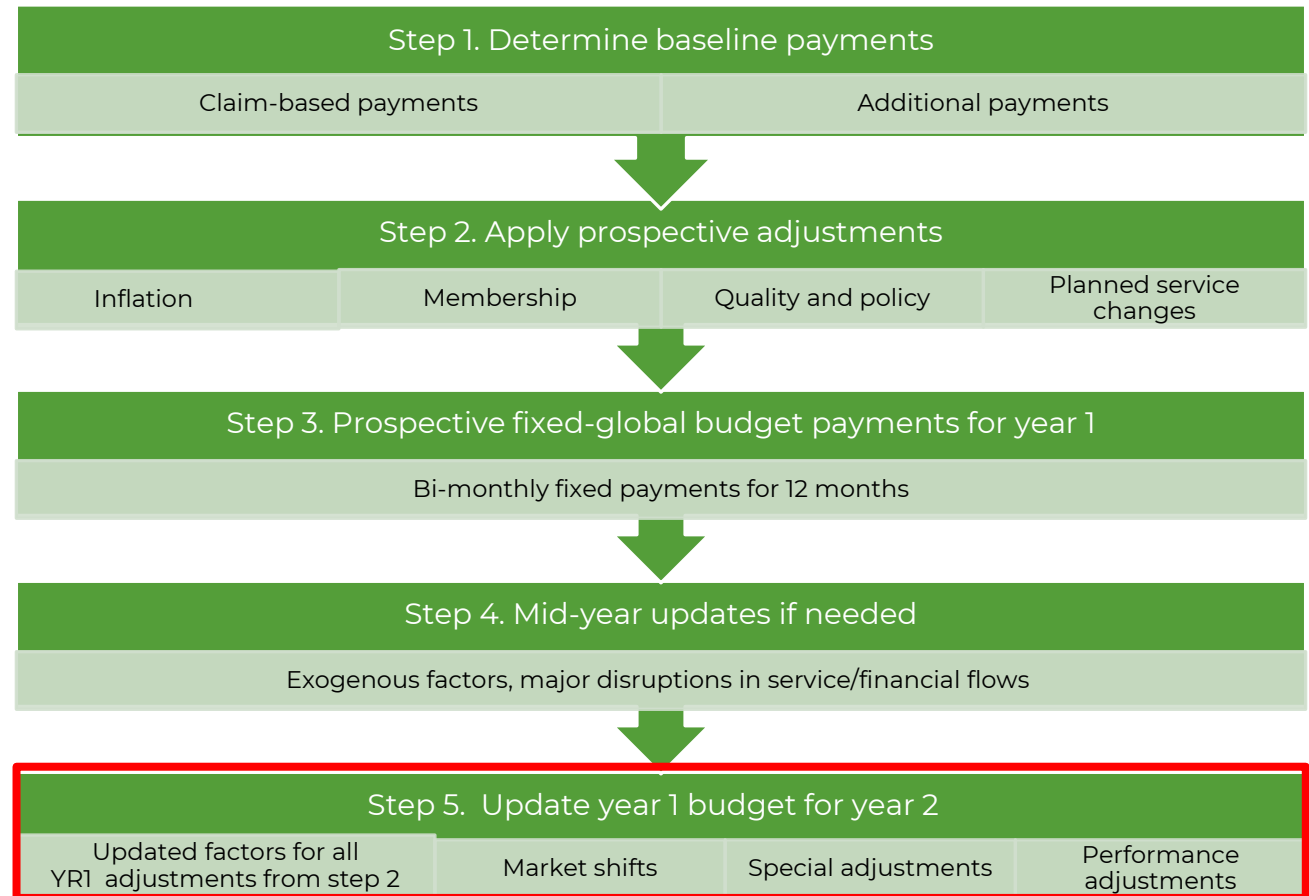 Step 1. Determine baseline payments
Claim-based payments
Additional payments
Step 2. Apply prospective adjustments
Inflation
Membership
Quality and policy
Planned service
changes
Step 3. Prospective fixed-global budget payments for year 1
Bi-monthly fixed payments for 12 months
Step 4. Mid-year updates if needed
Exogenous factors, major disruptions in service/financial flows
Step 5.  Update year 1 budget for year 2
Updated factors for all
YR1  adjustments from step 2
Market shifts
Special adjustments
Performance
adjustments